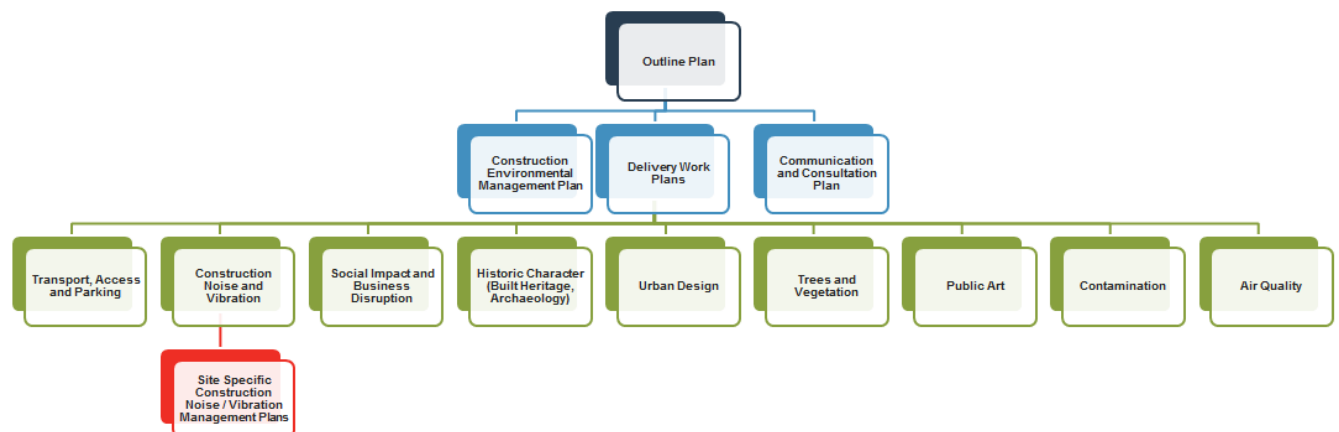 Outline Plan
Construction
Environmental
Management Plan
Delivery Work
Plans
Communication
and Consultation
Plan
Transport, Access
and Parking
Construction
Noise and
Vibration
Social Impact and
Business
Disruption
Historic Character
(Built Heritage,
Archaeology)
Urban Design
Trees and
Vegetation
Public Art
Contamination
Air Quality
Site Specific
Construction
Noise / Vibration
Management Plans